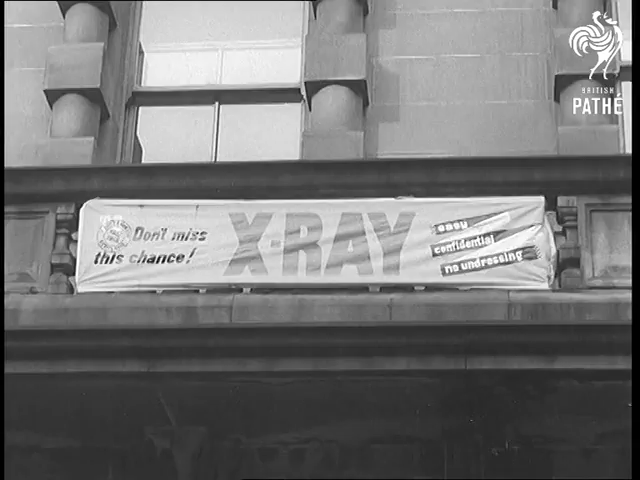 BRITISH
PATHÉ
Don't miss
this chance!
X-RAY
easy
confidential
no undressing